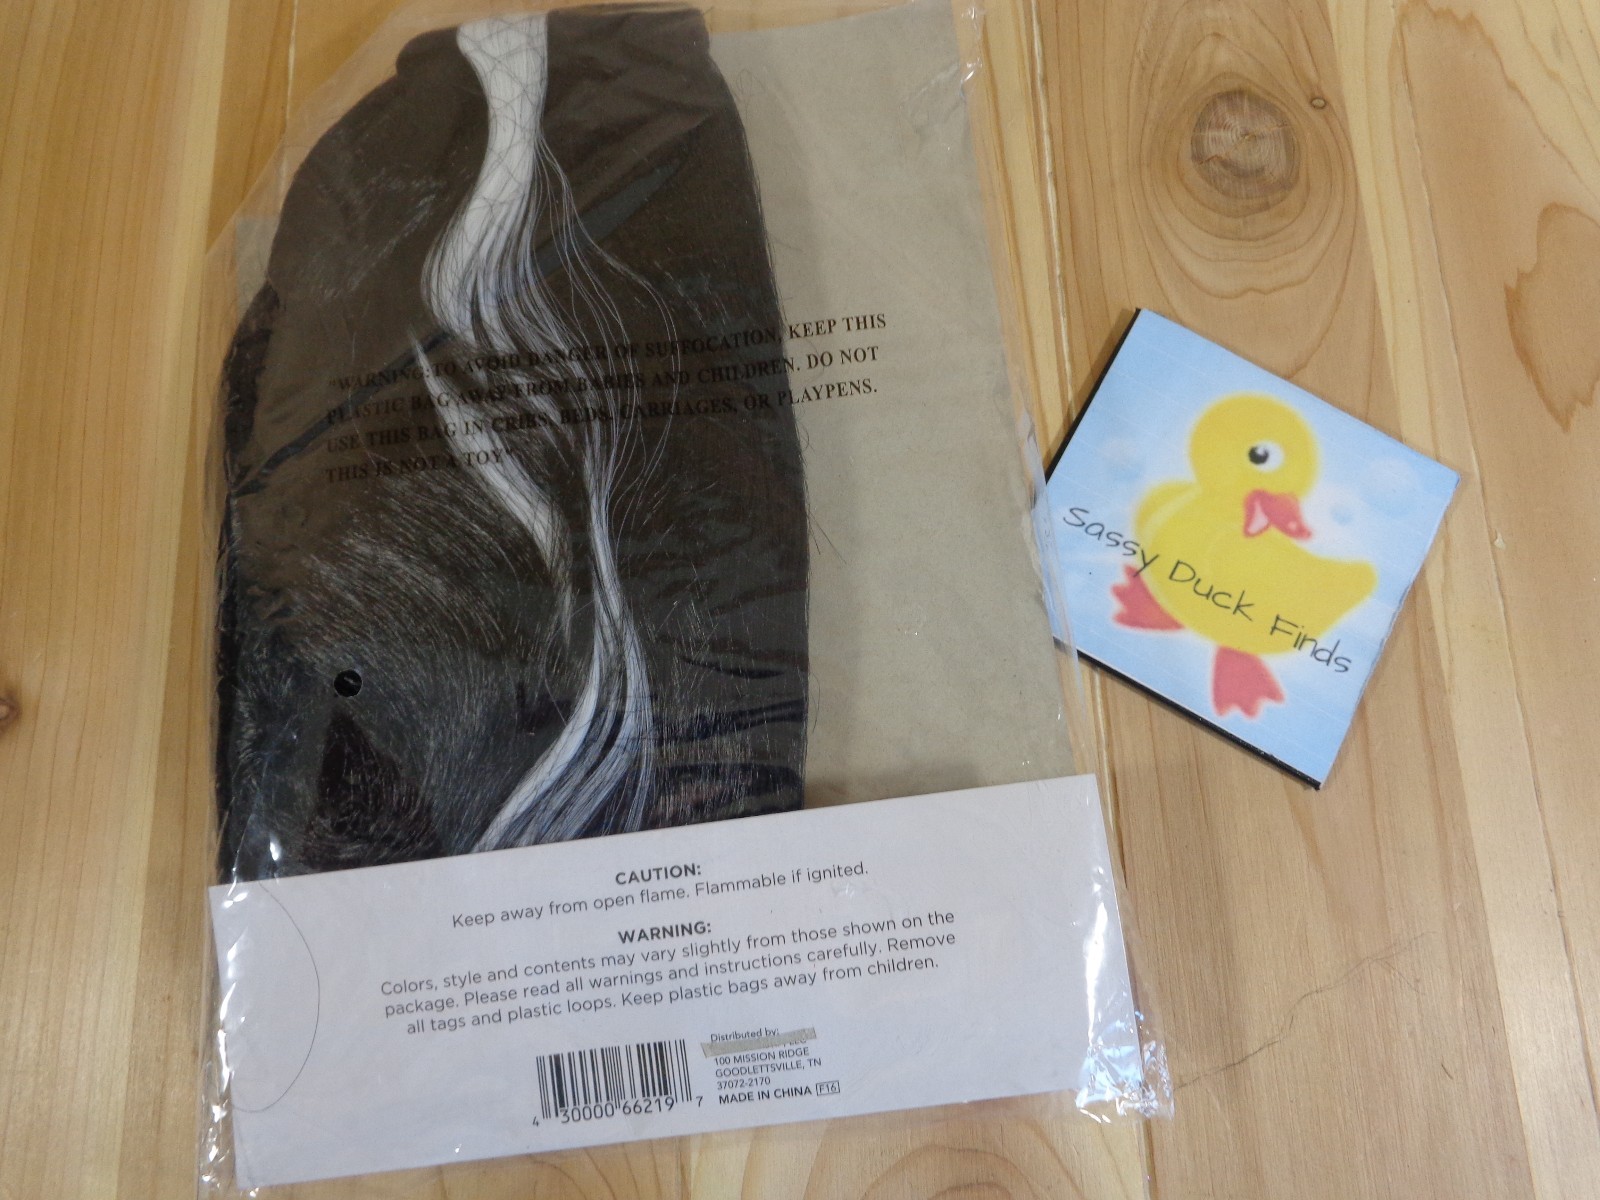 "WARNING:TO AVOID DANGER OF SUFFOCATION, KEEP THIS
PLASTIC BAG AWAY FROM BABIES AND CHILDREN. DO NOT
USE THIS BAG IN CRIBS, BEDS, CARRIAGES, OR PLAYPENS.
THIS IS NOT A TOY"
Sassy Duck Finds
CAUTION:
Keep away from open flame. Flammable if ignited.
WARNING:
Colors, style and contents may vary slightly from those shown on the
package. Please read all warnings and instructions carefully. Remove
all tags and plastic loops. Keep plastic bags away from children.
Distributed by:
100 MISSION RIDGE
GOODLETTSVILLE, TN
37072-2170
MADE IN CHINA F16
4 30000 66219 7